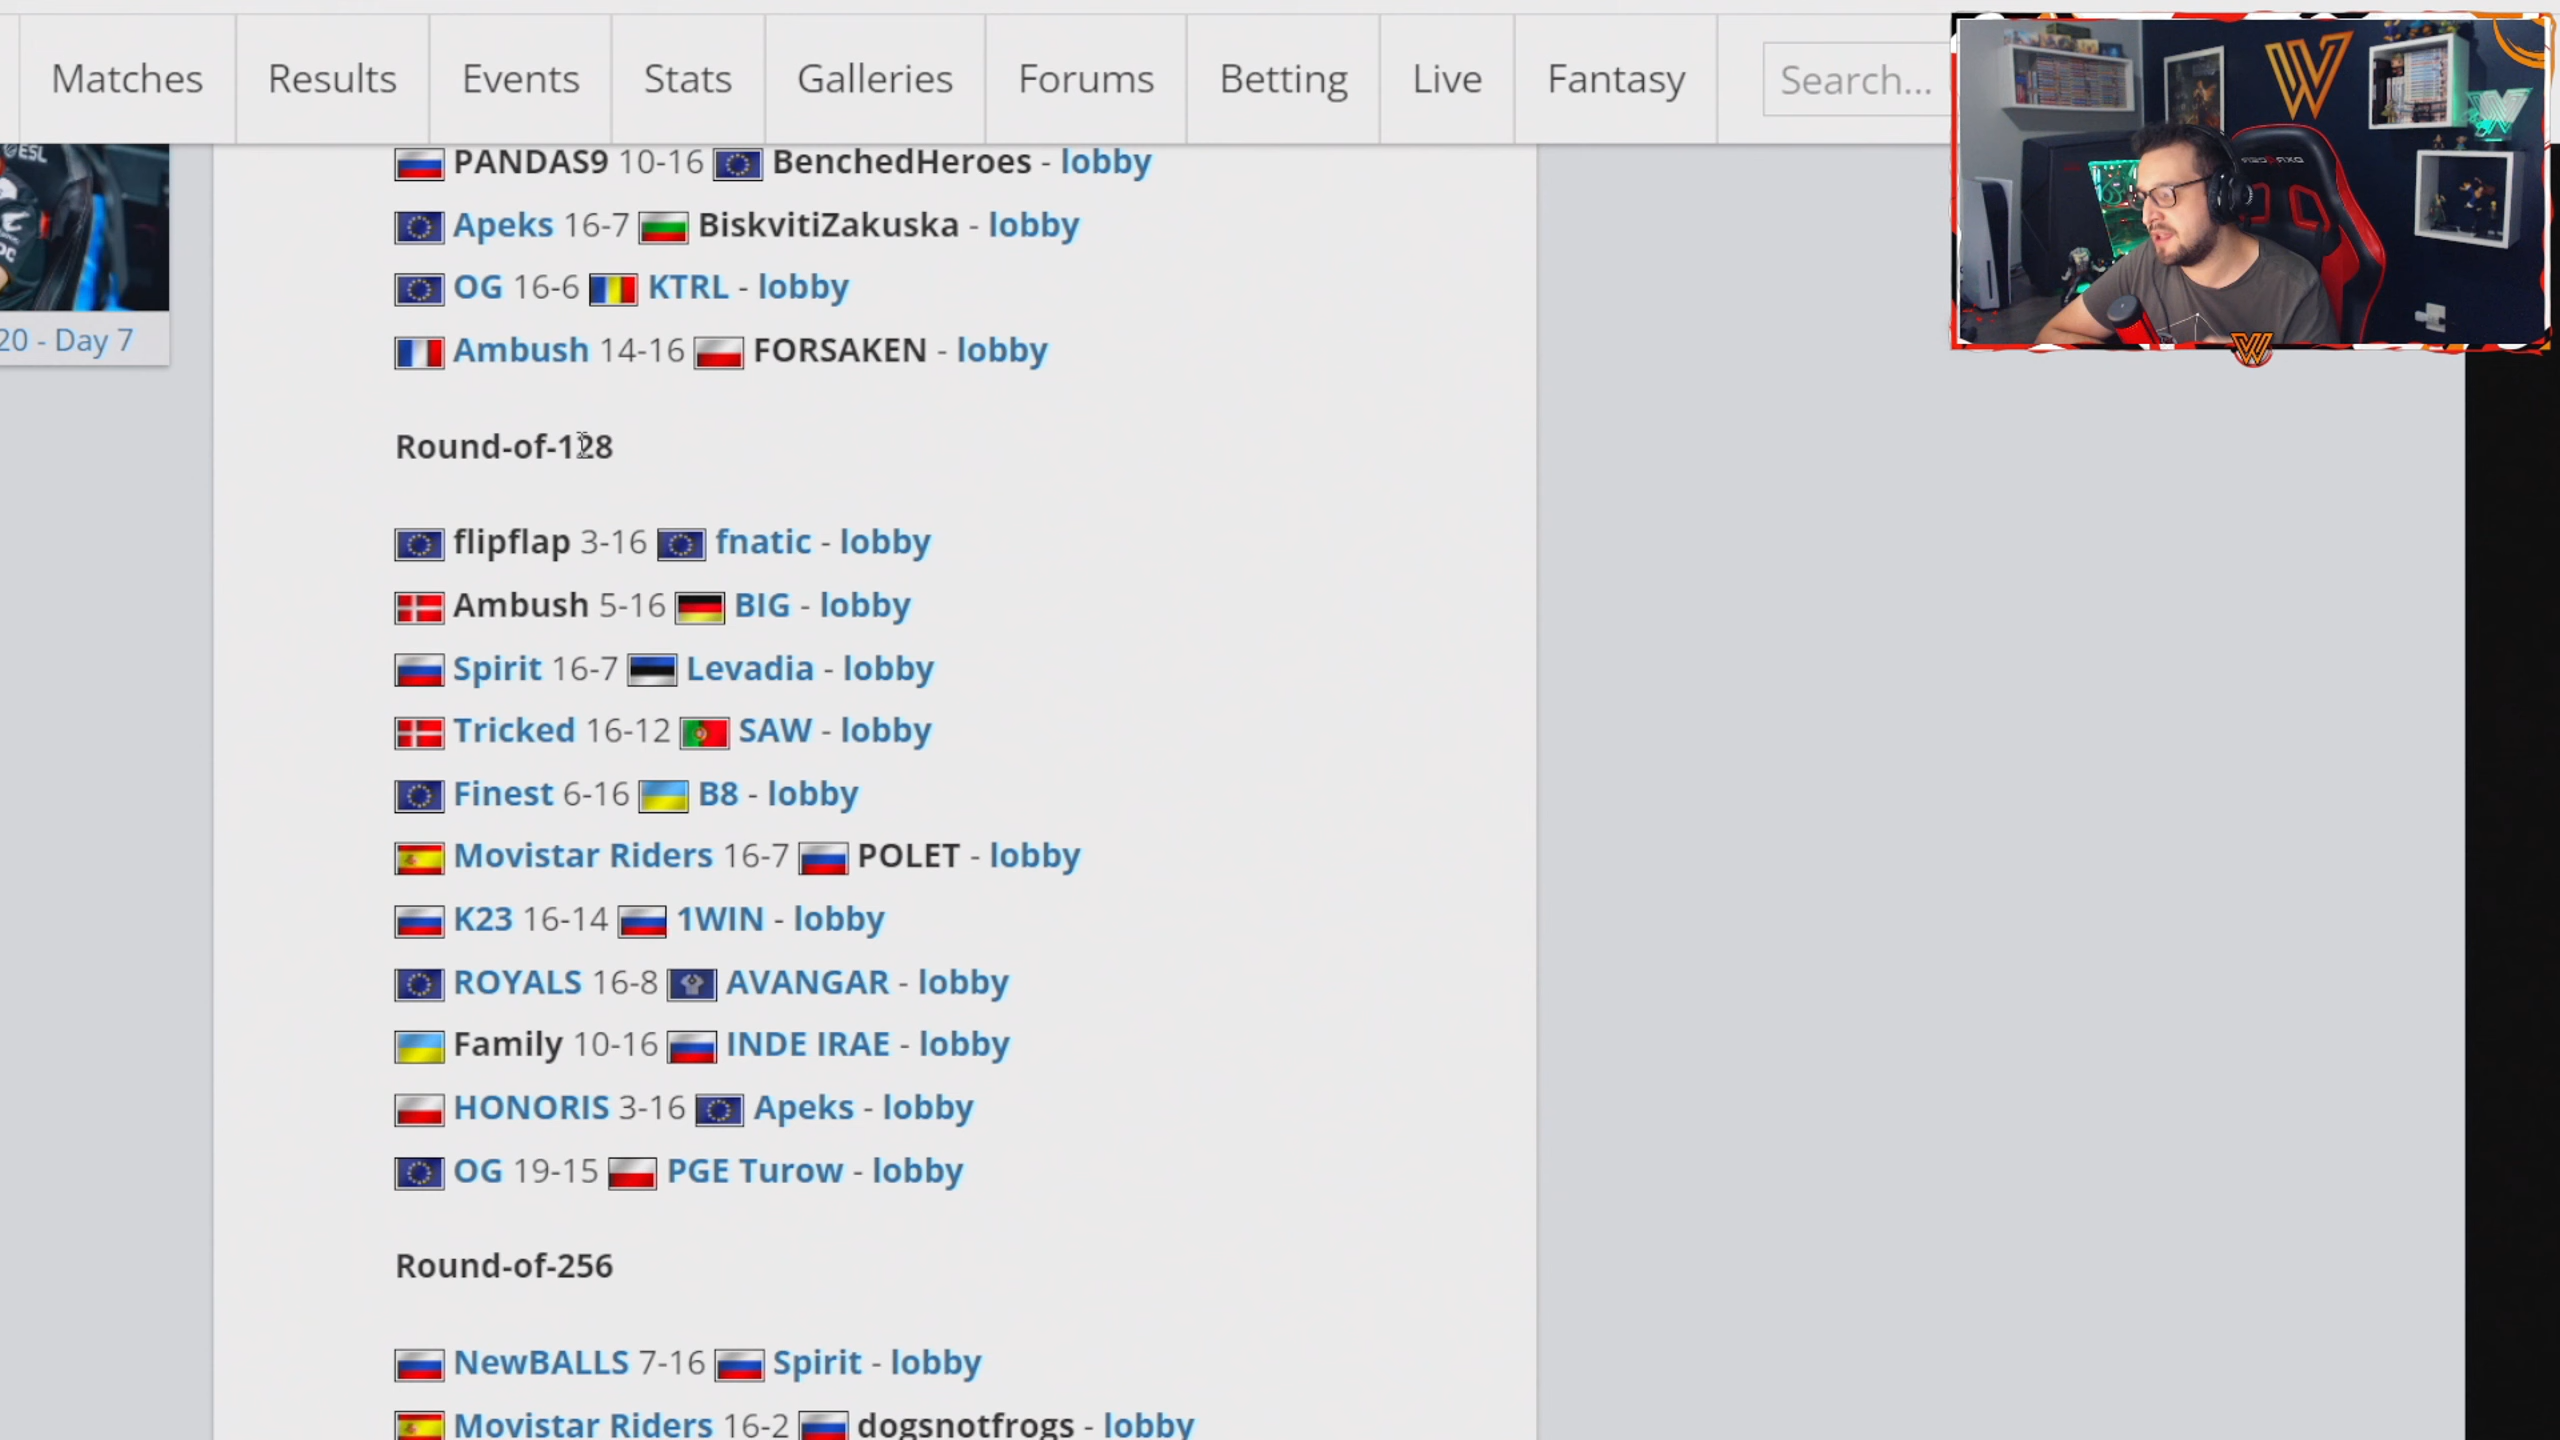 Matches Results Events Stats Galleries Forums Betting Live Fantasy Search...
ESL
20 - Day 7
PANDAS9 10-16 BenchedHeroes - lobby
Apeks 16-7 BiskvitiZakuska - lobby
OG 16-6 KTRL - lobby
Ambush 14-16 FORSAKEN - lobby
Round-of-128
flipflap 3-16 fnatic - lobby
Ambush 5-16 BIG - lobby
Spirit 16-7 Levadia - lobby
Tricked 16-12 SAW - lobby
Finest 6-16 B8 - lobby
Movistar Riders 16-7 POLET - lobby
K23 16-14 1WIN - lobby
ROYALS 16-8 AVANGAR - lobby
Family 10-16 INDE IRAE - lobby
HONORIS 3-16 Apeks - lobby
OG 19-15 PGE Turow - lobby
Round-of-256
NewBALLS 7-16 Spirit - lobby
Movistar Riders 16-2 dogsnotfrogs - lobby